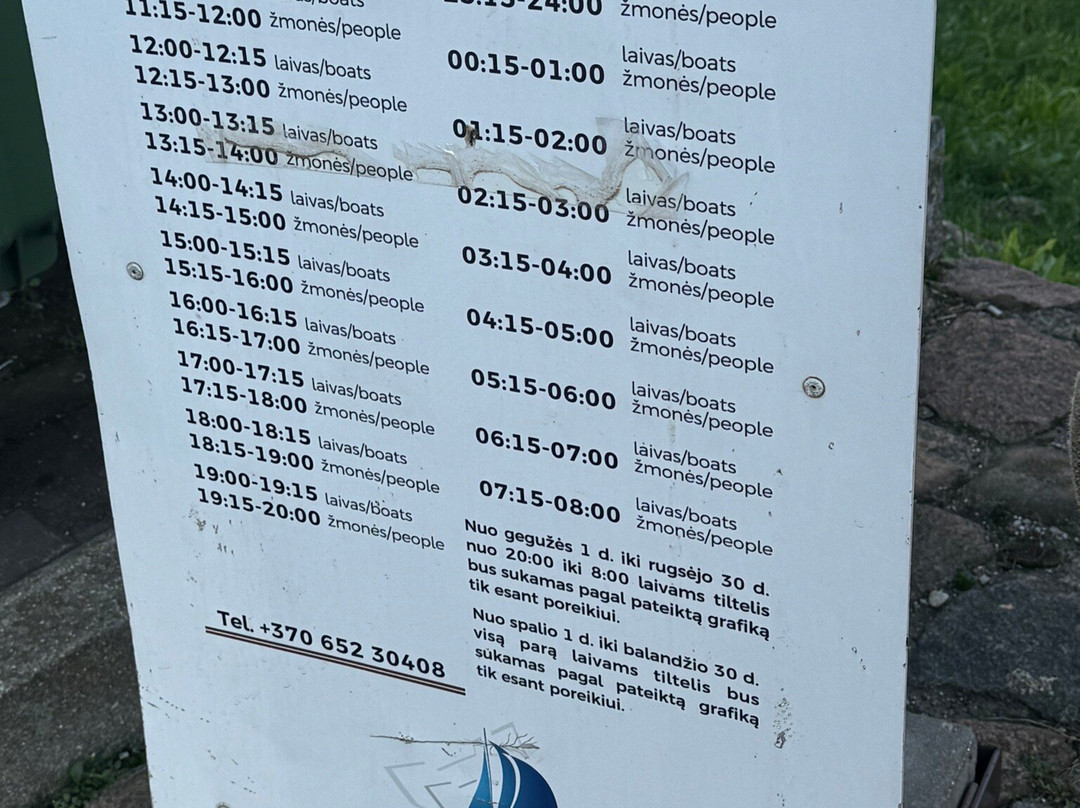 11:15-12:00 žmonės/people
12:00-12:15 laivas/boats
12:15-13:00 žmonės/people
13:00-13:15 laivas/boats
13:15-14:00 žmonės/people
14:00-14:15 laivas/boats
14:15-15:00 žmonės/people
15:00-15:15 laivas/boats
15:15-16:00 žmonės/people
16:00-16:15 laivas/boats
16:15-17:00 žmonės/people
17:00-17:15 laivas/boats
17:15-18:00 žmonės/people
18:00-18:15 laivas/boats
18:15-19:00 žmonės/people
19:00-19:15 laivas/boats
19:15-20:00 žmonės/people
Tel. +370 652 30408
žmonės/people
00:15-01:00 laivas/boats
žmonės/people
01:15-02:00 laivas/boats
žmonės/people
02:15-03:00 laivas/boats
žmonės/people
03:15-04:00 laivas/boats
žmonės/people
04:15-05:00 laivas/boats
žmonės/people
05:15-06:00 laivas/boats
žmonės/people
06:15-07:00 laivas/boats
žmonės/people
07:15-08:00 laivas/boats
žmonės/people
Nuo gegužės 1 d. iki rugsėjo 30 d.
nuo 20:00 iki 8:00 laivams tiltelis
bus sukamas pagal pateiktą grafiką
tik esant poreikiui.
Nuo spalio 1 d. iki balandžio 30 d.
visą parą laivams tiltelis bus
sukamas pagal pateiktą grafiką
tik esant poreikiui.